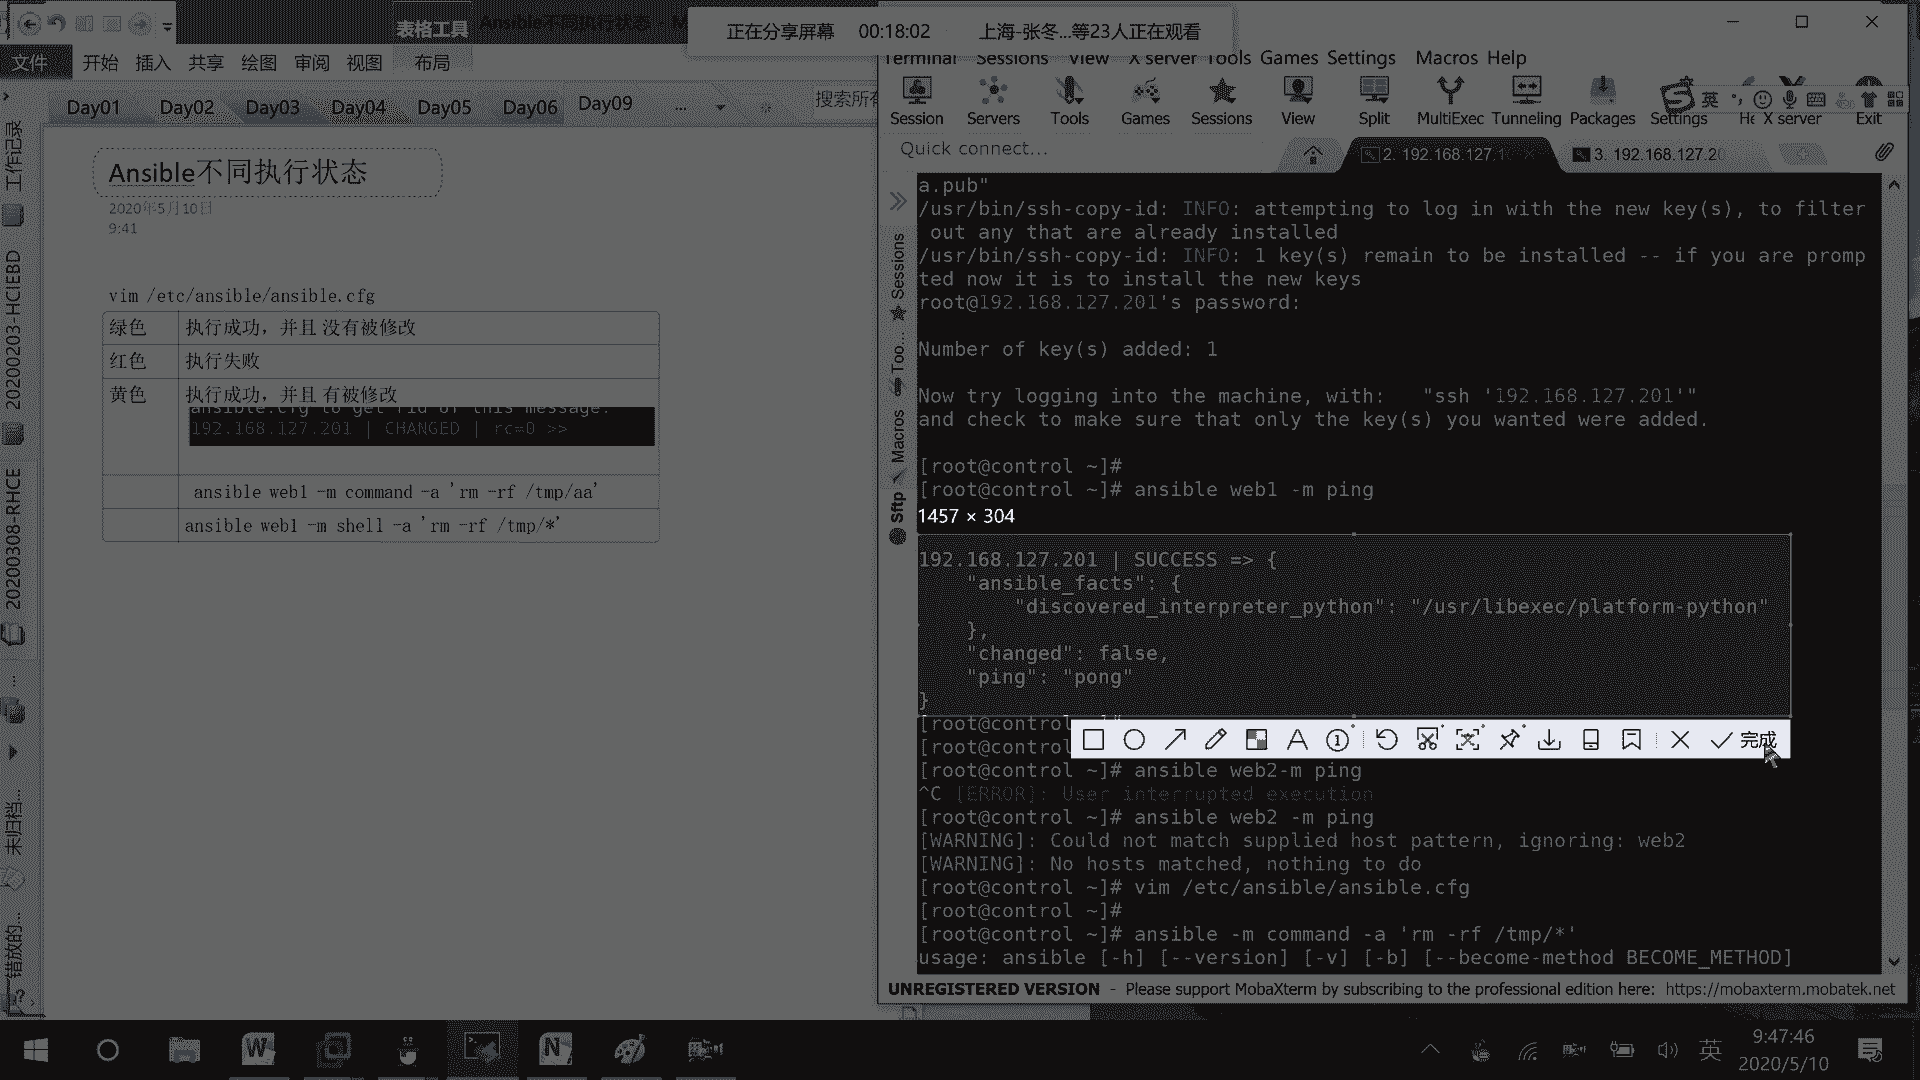 表格工具
Ansible不同执行状态 - M
正在分享屏幕 00:18:02 上海-张冬...等23人正在观看
文件 开始 插入 共享 绘图 审阅 视图 布局
Day01 Day02 Day03 Day04 Day05 Day06 Day09 ...
搜索所有
工作记录
20200203-HCIEBD
20200308-RHCE
...
未归档...
错放的...
Ansible不同执行状态
2020年5月10日
9:41
vim /etc/ansible/ansible.cfg
绿色 执行成功，并且 没有被修改
红色 执行失败
黄色 执行成功，并且 有被修改
ansible.cfg to get rid of this message.
192.168.127.201 | CHANGED | rc=0 >>
ansible web1 -m command -a 'rm -rf /tmp/aa'
ansible web1 -m shell -a 'rm -rf /tmp/*'
Terminal Sessions View X server Tools Games Settings Macros Help
Session Servers Tools Games Sessions View Split MultiExec Tunneling Packages Settings He X server Exit
英
Quick connect...
2. 192.168.127.1
3. 192.168.127.20
Sessions
Too...
Macros
Sftp
a.pub"
/usr/bin/ssh-copy-id: INFO: attempting to log in with the new key(s), to filter
out any that are already installed
/usr/bin/ssh-copy-id: INFO: 1 key(s) remain to be installed -- if you are promp
ted now it is to install the new keys
root@192.168.127.201's password:
Number of key(s) added: 1
Now try logging into the machine, with:   "ssh '192.168.127.201'"
and check to make sure that only the key(s) you wanted were added.
[root@control ~]#
[root@control ~]# ansible web1 -m ping
1457 × 304
192.168.127.201 | SUCCESS => {
"ansible_facts": {
"discovered_interpreter_python": "/usr/libexec/platform-python"
},
"changed": false,
"ping": "pong"
}
[root@control ~]#
[root@control
完成
[root@control ~]# ansible web2-m ping
^C [ERROR]: User interrupted execution
[root@control ~]# ansible web2 -m ping
[WARNING]: Could not match supplied host pattern, ignoring: web2
[WARNING]: No hosts matched, nothing to do
[root@control ~]# vim /etc/ansible/ansible.cfg
[root@control ~]#
[root@control ~]# ansible -m command -a 'rm -rf /tmp/*'
usage: ansible [-h] [--version] [-v] [-b] [--become-method BECOME_METHOD]
UNREGISTERED VERSION - Please support MobaXterm by subscribing to the professional edition here: https://mobaxterm.mobatek.net
英
9:47:46
2020/5/10